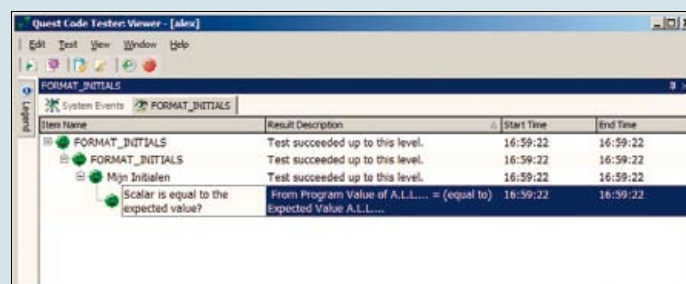 Quest Code Tester: Viewer - [alex]
Edit Test View Window Help
FORMAT_INITIALS
Legend
System Events FORMAT_INITIALS
Item Name Result Description Start Time End Time
FORMAT_INITIALS Test succeeded up to this level. 16:59:22 16:59:22
FORMAT_INITIALS Test succeeded up to this level. 16:59:22 16:59:22
Mijn Initialen Test succeeded up to this level. 16:59:22 16:59:22
Scalar is equal to the From Program Value of A.L.L.... = (equal to) 16:59:22 16:59:22
expected value? Expected Value A.L.L....